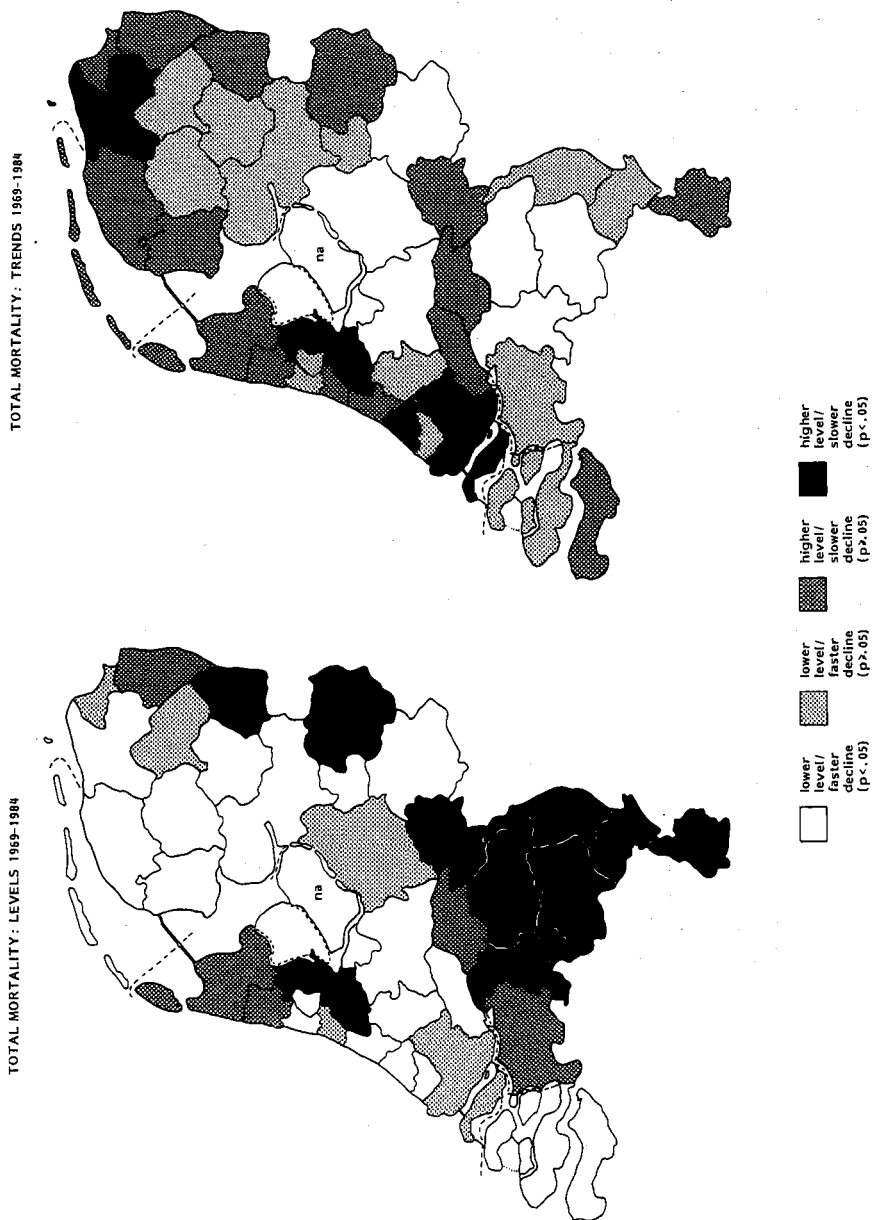 TOTAL MORTALITY: LEVELS 1969-1984
na
TOTAL MORTALITY: TRENDS 1969-1984
na
lower
level/
faster
decline
(p<.05)
lower
level/
faster
decline
(p≥.05)
higher
level/
slower
decline
(p≥.05)
higher
level/
slower
decline
(p<.05)